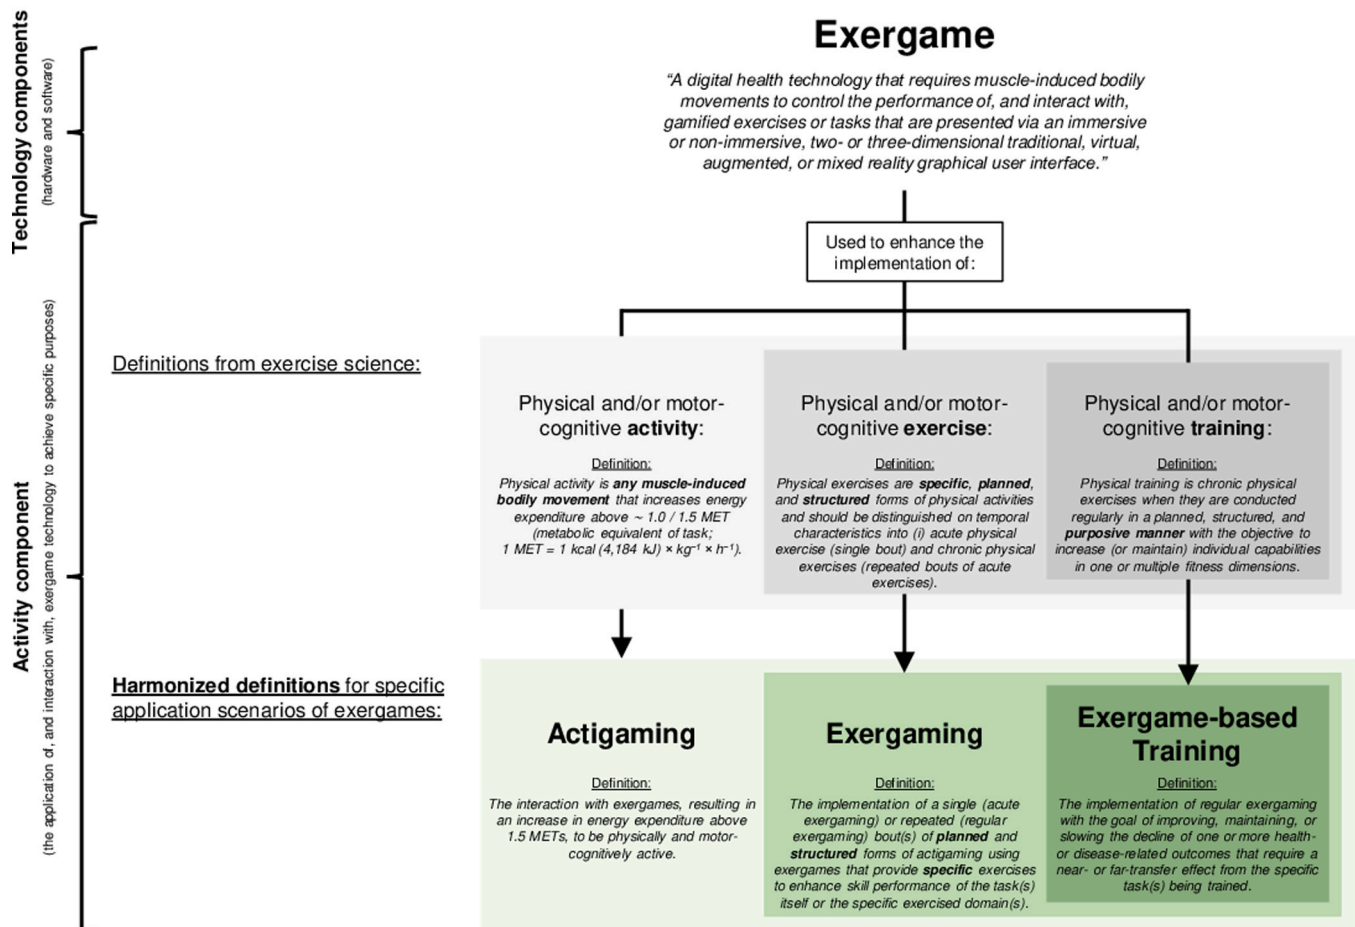 Technology components
(hardware and software)
Exergame
“A digital health technology that requires muscle-induced bodily
movements to control the performance of, and interact with,
gamified exercises or tasks that are presented via an immersive
or non-immersive, two- or three-dimensional traditional, virtual,
augmented, or mixed reality graphical user interface.”
Used to enhance the
implementation of:
Activity component
(the application of, and interaction with, exergame technology to achieve specific purposes)
Definitions from exercise science:
Physical and/or motor-
cognitive activity:
Definition:
Physical activity is any muscle-induced
bodily movement that increases energy
expenditure above ~ 1.0 / 1.5 MET
(metabolic equivalent of task;
1 MET = 1 kcal (4,184 kJ) × kg⁻¹ × h⁻¹).
Physical and/or motor-
cognitive exercise:
Definition:
Physical exercises are specific, planned,
and structured forms of physical activities
and should be distinguished on temporal
characteristics into (i) acute physical
exercise (single bout) and chronic physical
exercises (repeated bouts of acute
exercises).
Physical and/or motor-
cognitive training:
Definition:
Physical training is chronic physical
exercises when they are conducted
regularly in a planned, structured, and
purposive manner with the objective to
increase (or maintain) individual capabilities
in one or multiple fitness dimensions.
Harmonized definitions for specific
application scenarios of exergames:
Actigaming
Definition:
The interaction with exergames, resulting in
an increase in energy expenditure above
1.5 METs, to be physically and motor-
cognitively active.
Exergaming
Definition:
The implementation of a single (acute
exergaming) or repeated (regular
exergaming) bout(s) of planned and
structured forms of actigaming using
exergames that provide specific exercises
to enhance skill performance of the task(s)
itself or the specific exercised domain(s).
Exergame-based
Training
Definition:
The implementation of regular exergaming
with the goal of improving, maintaining, or
slowing the decline of one or more health-
or disease-related outcomes that require a
near- or far-transfer effect from the specific
task(s) being trained.